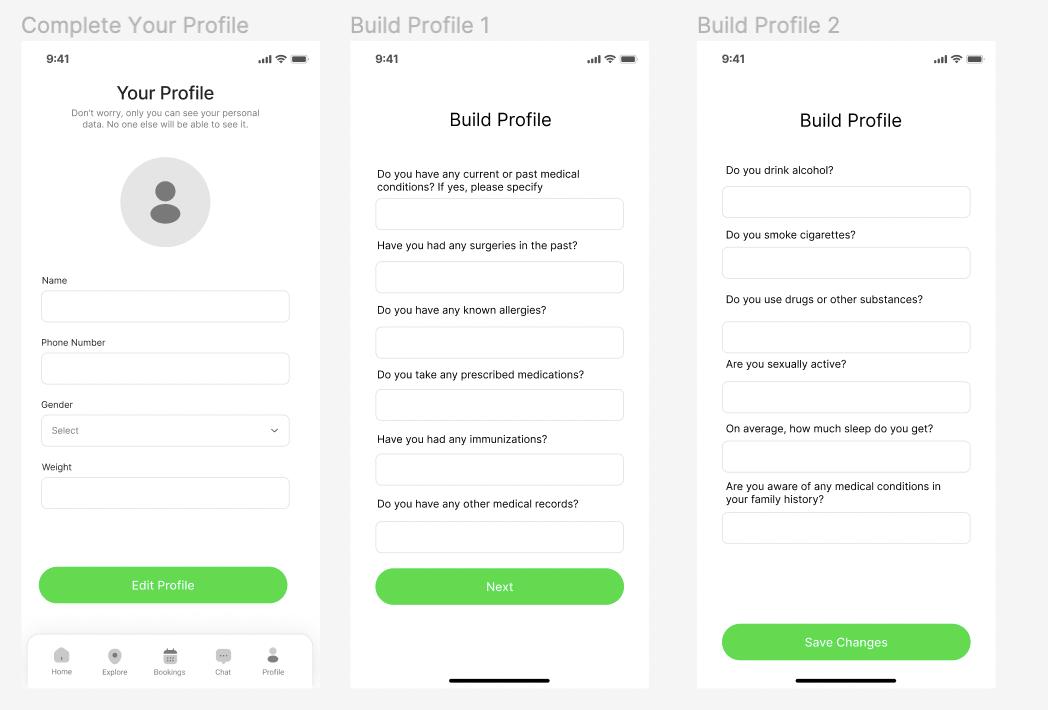 Complete Your Profile
9:41
Your Profile
Don't worry, only you can see your personal
data. No one else will be able to see it.
Name
Phone Number
Gender
Select
Weight
Edit Profile
Home
Explore
Bookings
Chat
Profile
Build Profile 1
9:41
Build Profile
Do you have any current or past medical
conditions? If yes, please specify
Have you had any surgeries in the past?
Do you have any known allergies?
Do you take any prescribed medications?
Have you had any immunizations?
Do you have any other medical records?
Next
Build Profile 2
9:41
Build Profile
Do you drink alcohol?
Do you smoke cigarettes?
Do you use drugs or other substances?
Are you sexually active?
On average, how much sleep do you get?
Are you aware of any medical conditions in
your family history?
Save Changes